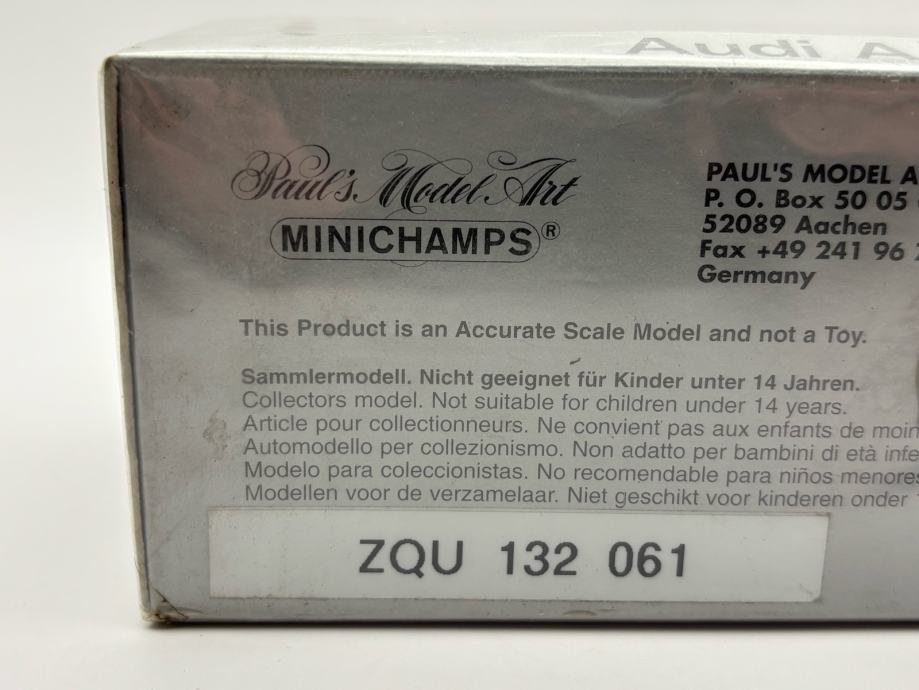 Audi A
Paul's Model Art
MINICHAMPS®
PAUL'S MODEL A
P. O. Box 50 05
52089 Aachen
Fax +49 241 96 2
Germany
This Product is an Accurate Scale Model and not a Toy.
Sammlermodell. Nicht geeignet für Kinder unter 14 Jahren.
Collectors model. Not suitable for children under 14 years.
Article pour collectionneurs. Ne convient pas aux enfants de moin
Automodello per collezionismo. Non adatto per bambini di età infe
Modelo para coleccionistas. No recomendable para niños menores
Modellen voor de verzamelaar. Niet geschikt voor kinderen onder
ZQU 132 061